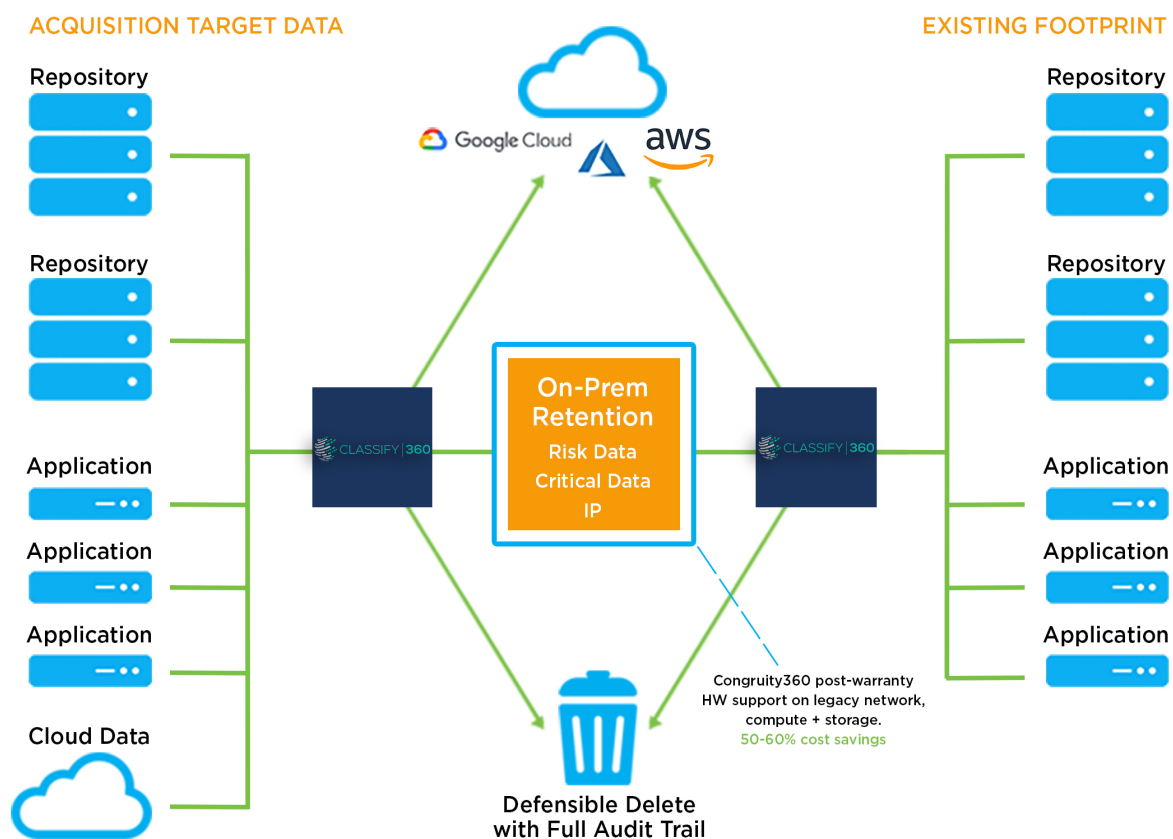 ACQUISITION TARGET DATA
EXISTING FOOTPRINT
Repository
Repository
Application
Application
Application
Cloud Data
Google Cloud
aws
CLASSIFY|360
On-Prem
Retention
Risk Data
Critical Data
IP
CLASSIFY|360
Repository
Repository
Application
Application
Application
Congruity360 post-warranty
HW support on legacy network,
compute + storage.
50-60% cost savings
Defensible Delete
with Full Audit Trail